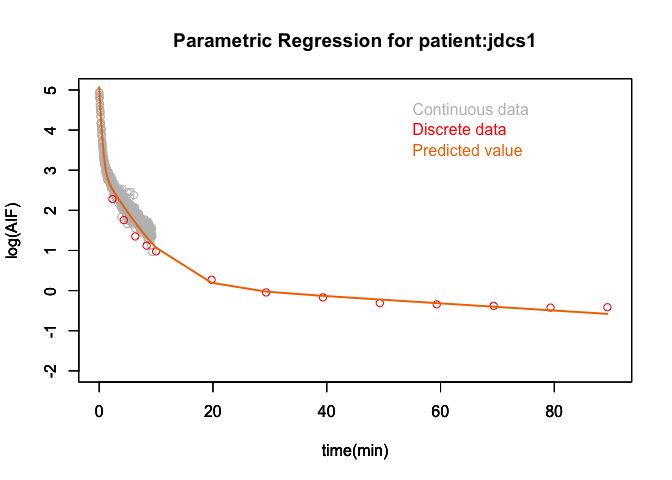 Parametric Regression for patient:jdcs1
Continuous data
Discrete data
Predicted value
log(AIF)
5
4
3
2
1
0
-1
-2
0 20 40 60 80
time(min)